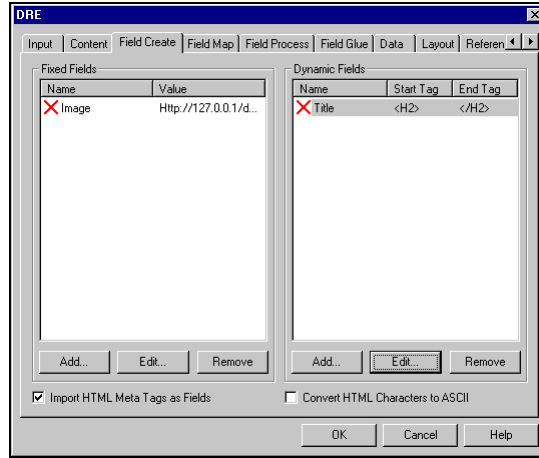 DRE
Input Content Field Create Field Map Field Process Field Glue Data Layout Referen
Fixed Fields
Name Value
Image Http://127.0.0.1/d...
Add... Edit... Remove
Dynamic Fields
Name Start Tag End Tag
Title <H2> </H2>
Add... Edit... Remove
Import HTML Meta Tags as Fields
Convert HTML Characters to ASCII
OK Cancel Help